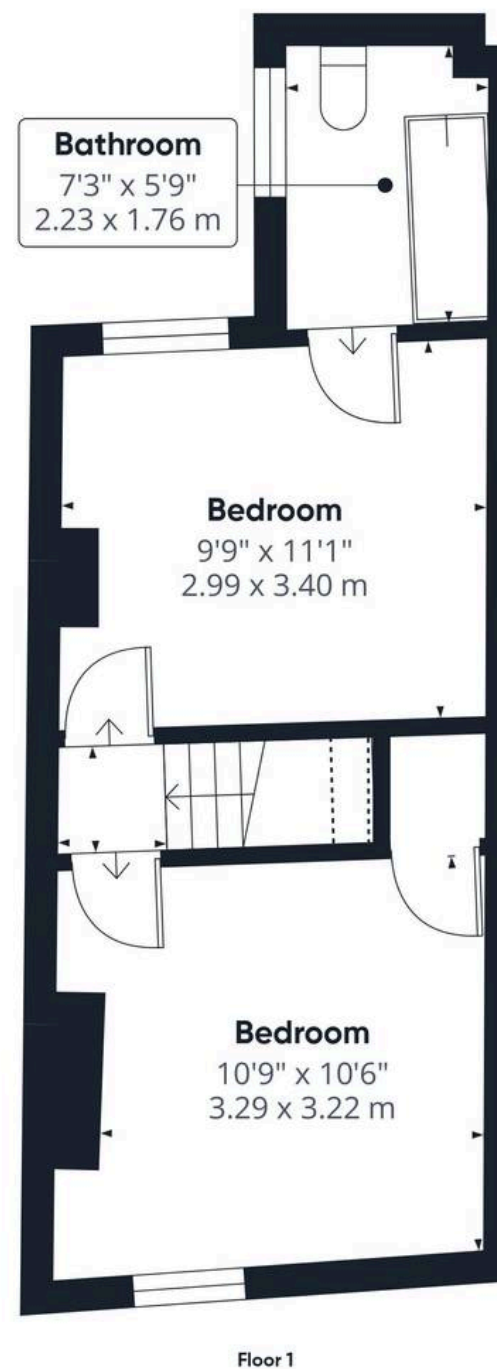 Bathroom
7'3" x 5'9"
2.23 x 1.76 m
Bedroom
9'9" x 11'1"
2.99 x 3.40 m
Bedroom
10'9" x 10'6"
3.29 x 3.22 m
Floor 1